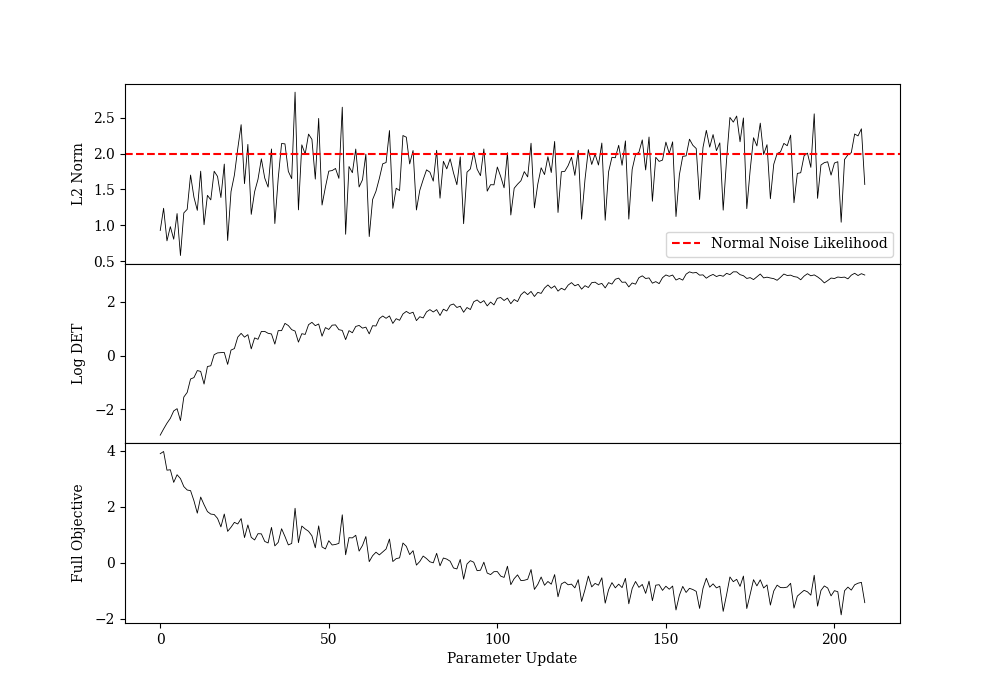 2.5
2.0
1.5
1.0
0.5
L2 Norm
Normal Noise Likelihood
2
0
−2
Log DET
4
2
0
−2
Full Objective
0 50 100 150 200
Parameter Update